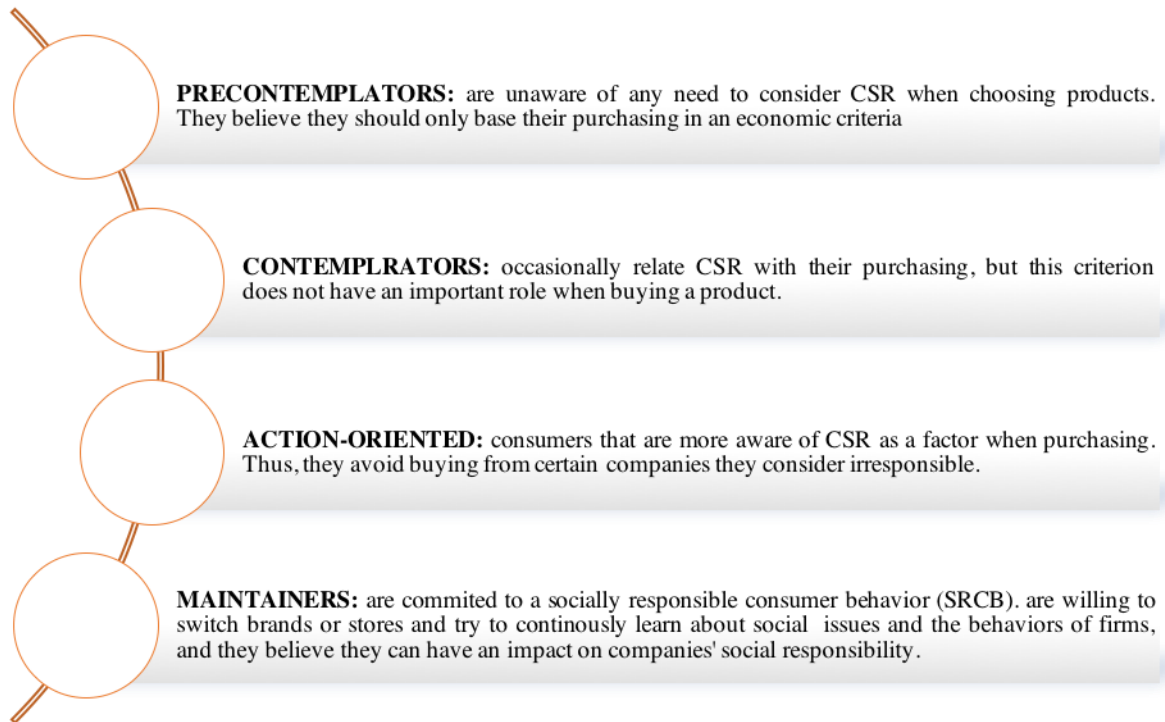 PRECONTEMPLATORS: are unaware of any need to consider CSR when choosing products.
They believe they should only base their purchasing in an economic criteria
CONTEMPLRATORS: occasionally relate CSR with their purchasing, but this criterion
does not have an important role when buying a product.
ACTION-ORIENTED: consumers that are more aware of CSR as a factor when purchasing.
Thus, they avoid buying from certain companies they consider irresponsible.
MAINTAINERS: are commited to a socially responsible consumer behavior (SRCB). are willing to
switch brands or stores and try to continously learn about social issues and the behaviors of firms,
and they believe they can have an impact on companies' social responsibility.